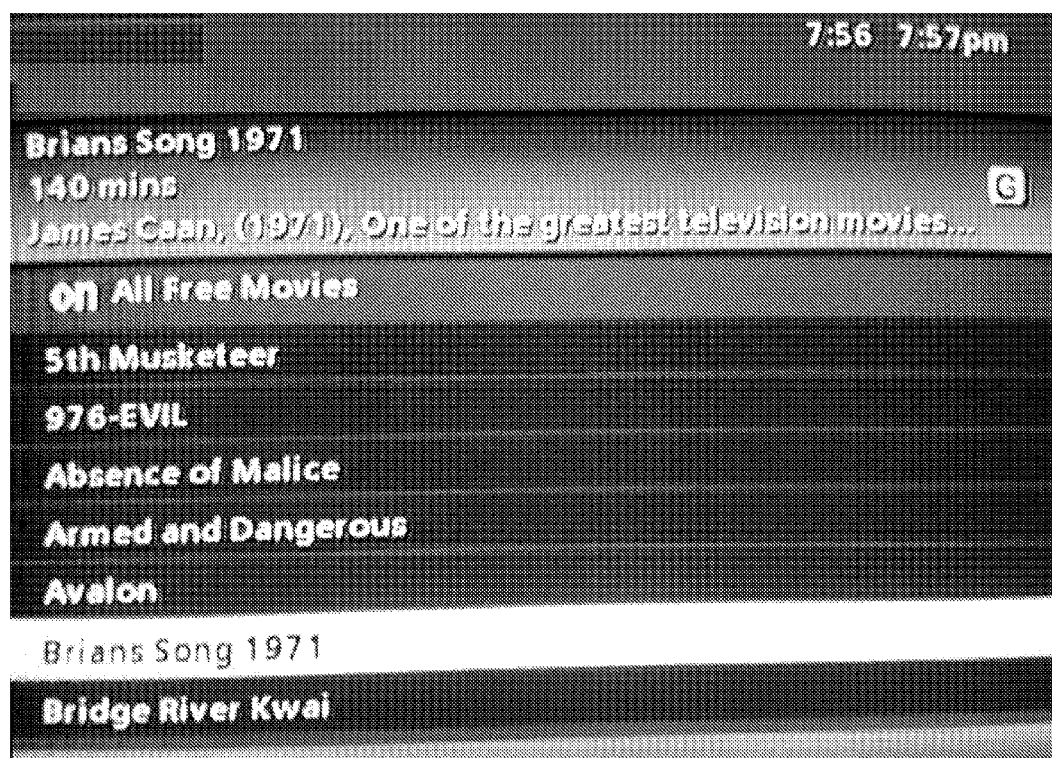 7:56 7:57pm
Brians Song 1971
140 mins
G
James Caan, (1971), One of the greatest television movies...
on All Free Movies
5th Musketeer
976-EVIL
Absence of Malice
Armed and Dangerous
Avalon
Brians Song 1971
Bridge River Kwai